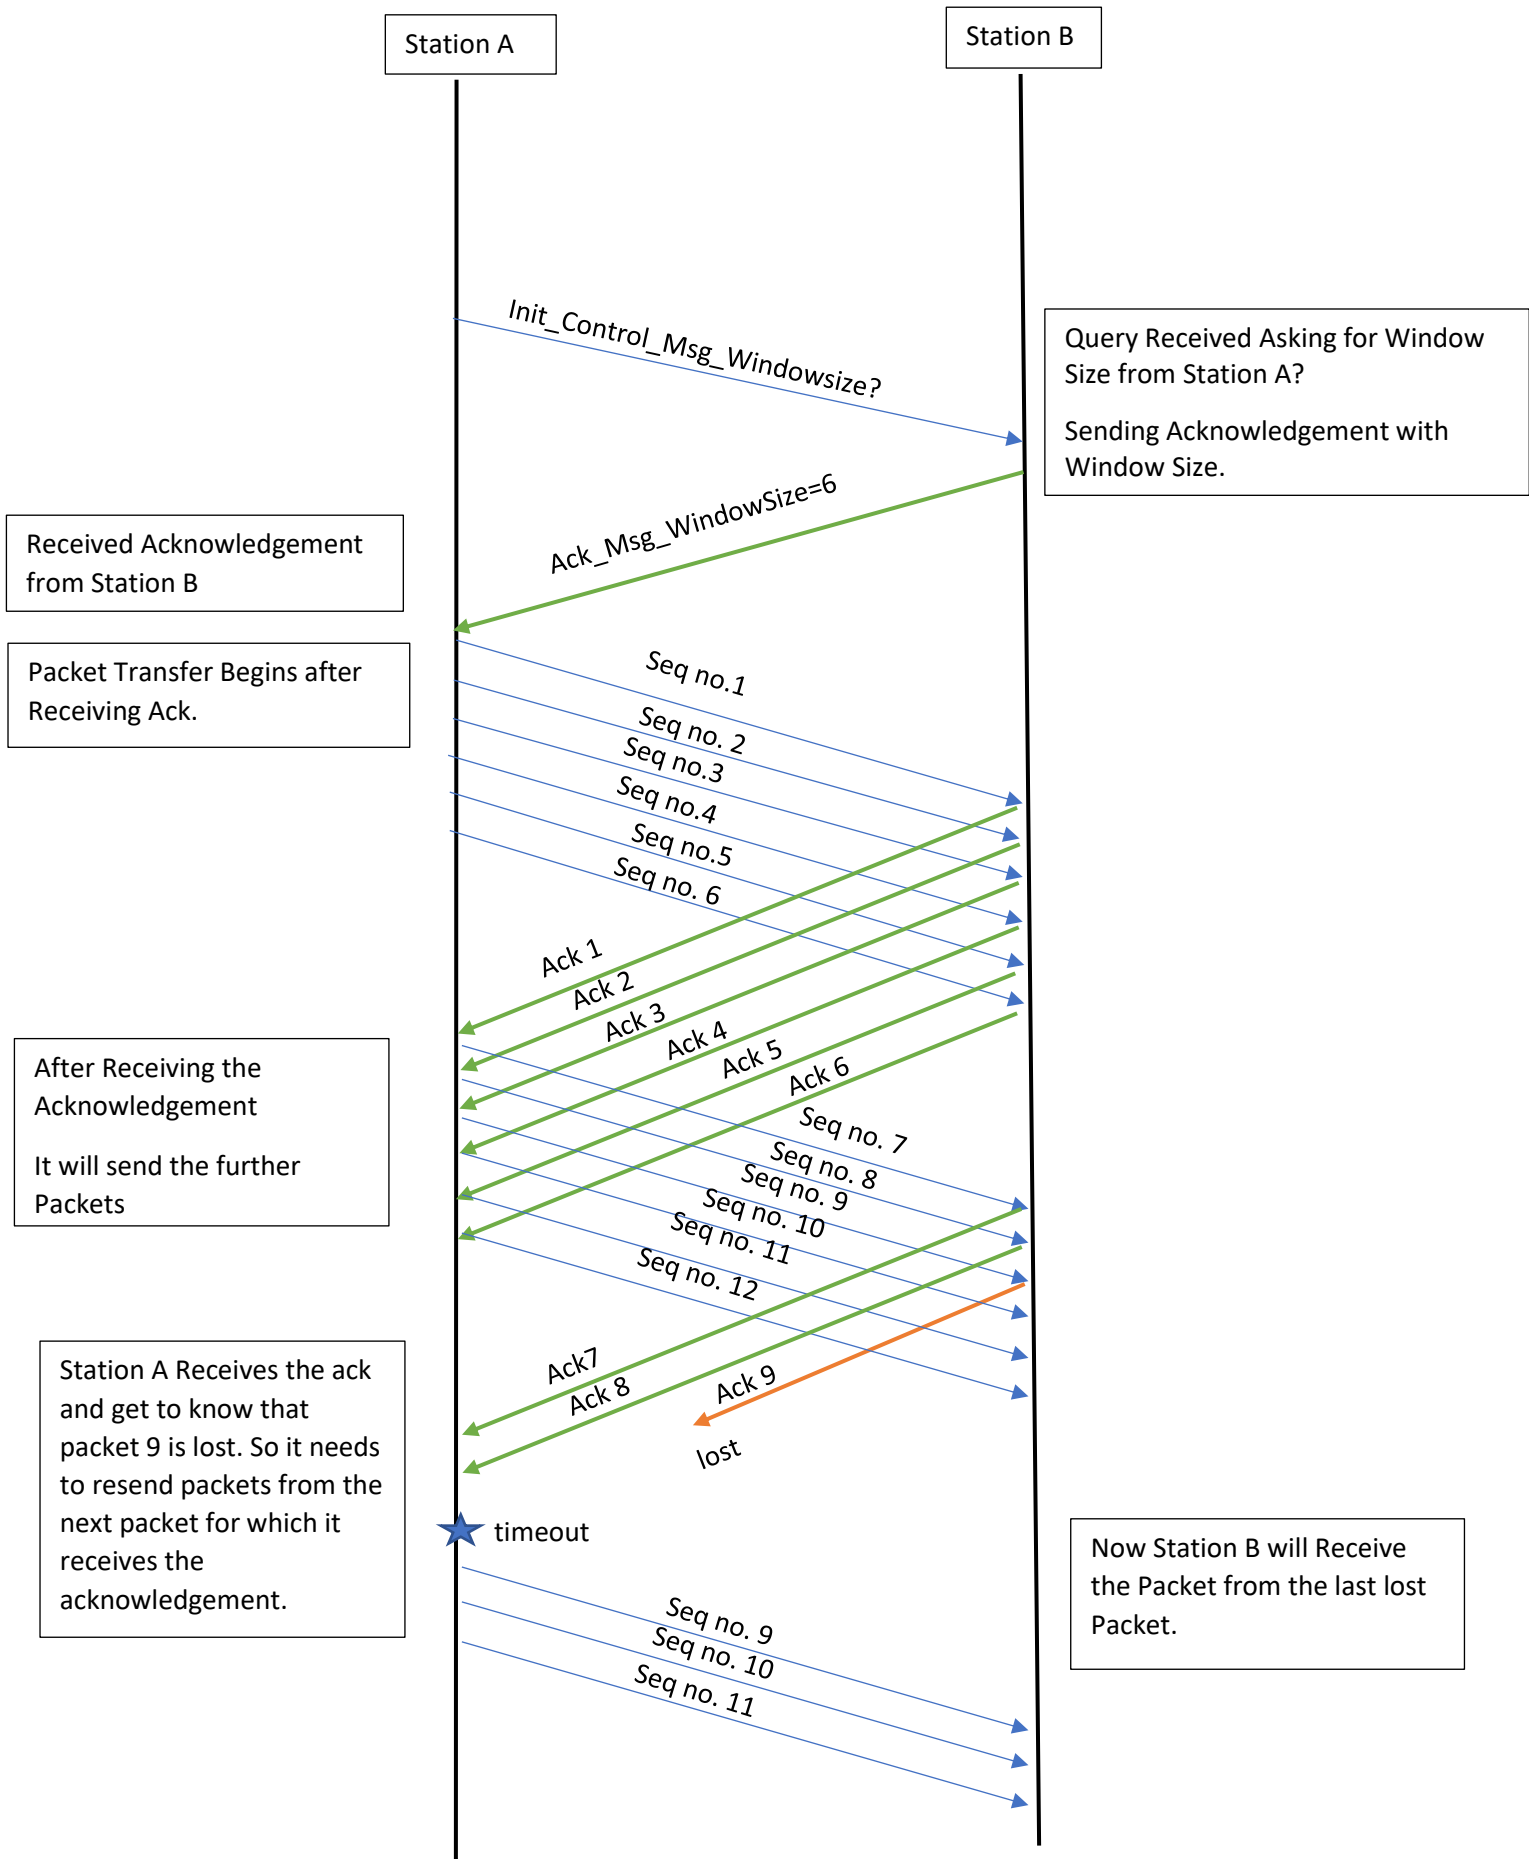 Station A
Station B
Init_Control_Msg_Windowsize?
Query Received Asking for Window
Size from Station A?
Sending Acknowledgement with
Window Size.
Ack_Msg_WindowSize=6
Received Acknowledgement
from Station B
Packet Transfer Begins after
Receiving Ack.
Seq no.1
Seq no. 2
Seq no.3
Seq no.4
Seq no.5
Seq no. 6
Ack 1
Ack 2
Ack 3
Ack 4
Ack 5
Ack 6
After Receiving the
Acknowledgement
It will send the further
Packets
Seq no. 7
Seq no. 8
Seq no. 9
Seq no. 10
Seq no. 11
Seq no. 12
Ack7
Ack 8
Ack 9
lost
Station A Receives the ack
and get to know that
packet 9 is lost. So it needs
to resend packets from the
next packet for which it
receives the
acknowledgement.
timeout
Now Station B will Receive
the Packet from the last lost
Packet.
Seq no. 9
Seq no. 10
Seq no. 11